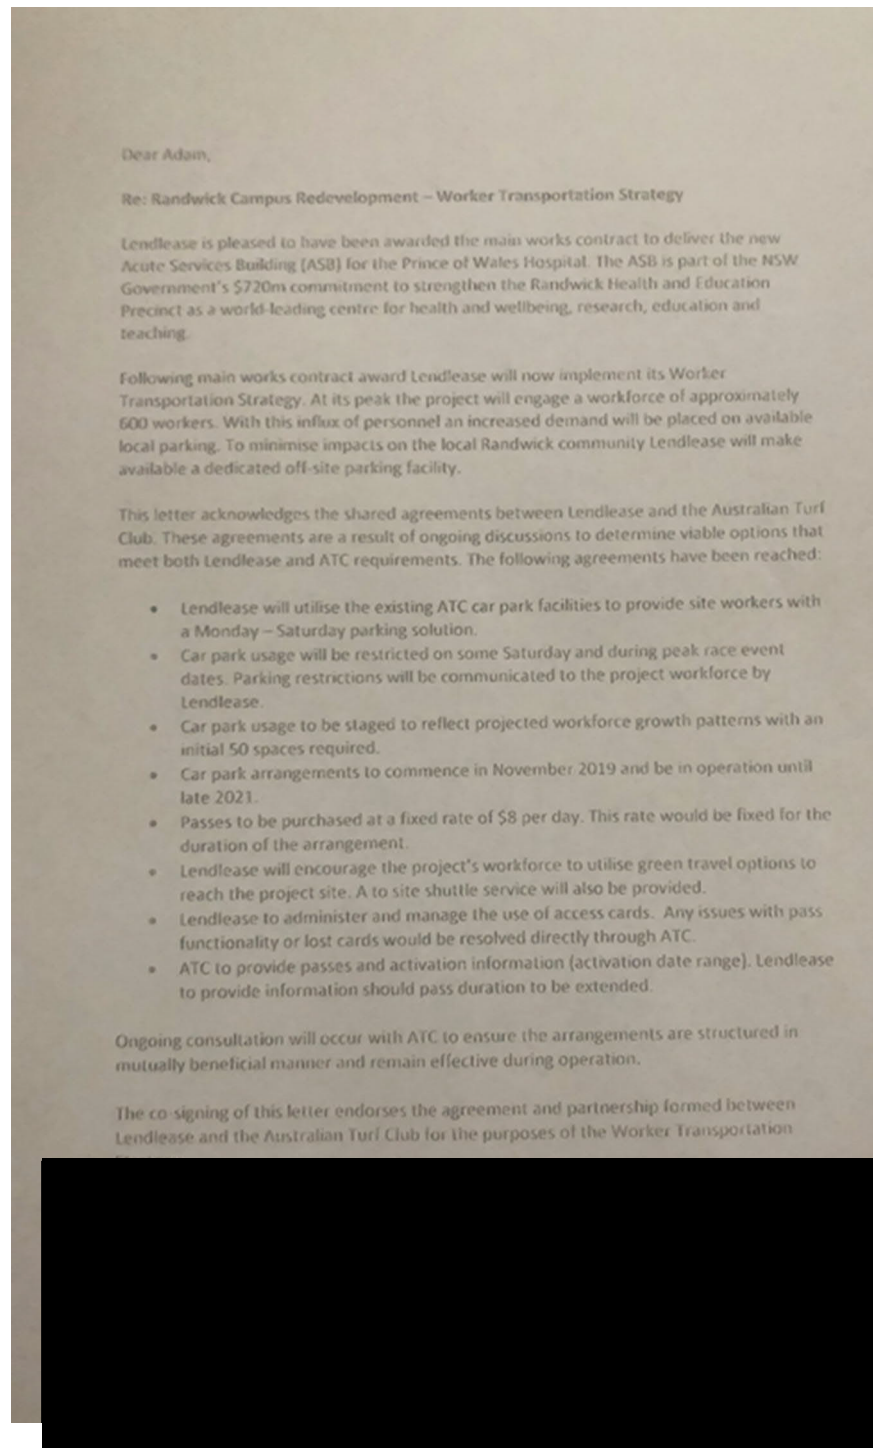 Dear Adam,
Re: Randwick Campus Redevelopment – Worker Transportation Strategy
Lendlease is pleased to have been awarded the main works contract to deliver the new
Acute Services Building (ASB) for the Prince of Wales Hospital. The ASB is part of the NSW
Government's $720m commitment to strengthen the Randwick Health and Education
Precinct as a world-leading centre for health and wellbeing, research, education and
teaching.
Following main works contract award Lendlease will now implement its Worker
Transportation Strategy. At its peak the project will engage a workforce of approximately
600 workers. With this influx of personnel an increased demand will be placed on available
local parking. To minimise impacts on the local Randwick community Lendlease will make
available a dedicated off-site parking facility.
This letter acknowledges the shared agreements between Lendlease and the Australian Turf
Club. These agreements are a result of ongoing discussions to determine viable options that
meet both Lendlease and ATC requirements. The following agreements have been reached:
• Lendlease will utilise the existing ATC car park facilities to provide site workers with
a Monday – Saturday parking solution.
• Car park usage will be restricted on some Saturday and during peak race event
dates. Parking restrictions will be communicated to the project workforce by
Lendlease.
• Car park usage to be staged to reflect projected workforce growth patterns with an
initial 50 spaces required.
• Car park arrangements to commence in November 2019 and be in operation until
late 2021.
• Passes to be purchased at a fixed rate of $8 per day. This rate would be fixed for the
duration of the arrangement.
• Lendlease will encourage the project's workforce to utilise green travel options to
reach the project site. A to site shuttle service will also be provided.
• Lendlease to administer and manage the use of access cards. Any issues with pass
functionality or lost cards would be resolved directly through ATC.
• ATC to provide passes and activation information (activation date range). Lendlease
to provide information should pass duration to be extended.
Ongoing consultation will occur with ATC to ensure the arrangements are structured in
mutually beneficial manner and remain effective during operation.
The co-signing of this letter endorses the agreement and partnership formed between
Lendlease and the Australian Turf Club for the purposes of the Worker Transportation